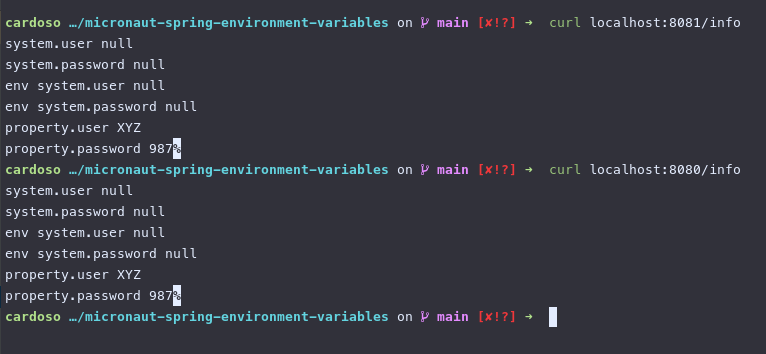 cardoso …/micronaut-spring-environment-variables on  main [✘!?] ➜  curl localhost:8081/info
system.user null
system.password null
env system.user null
env system.password null
property.user XYZ
property.password 987%
cardoso …/micronaut-spring-environment-variables on  main [✘!?] ➜  curl localhost:8080/info
system.user null
system.password null
env system.user null
env system.password null
property.user XYZ
property.password 987%
cardoso …/micronaut-spring-environment-variables on  main [✘!?] ➜